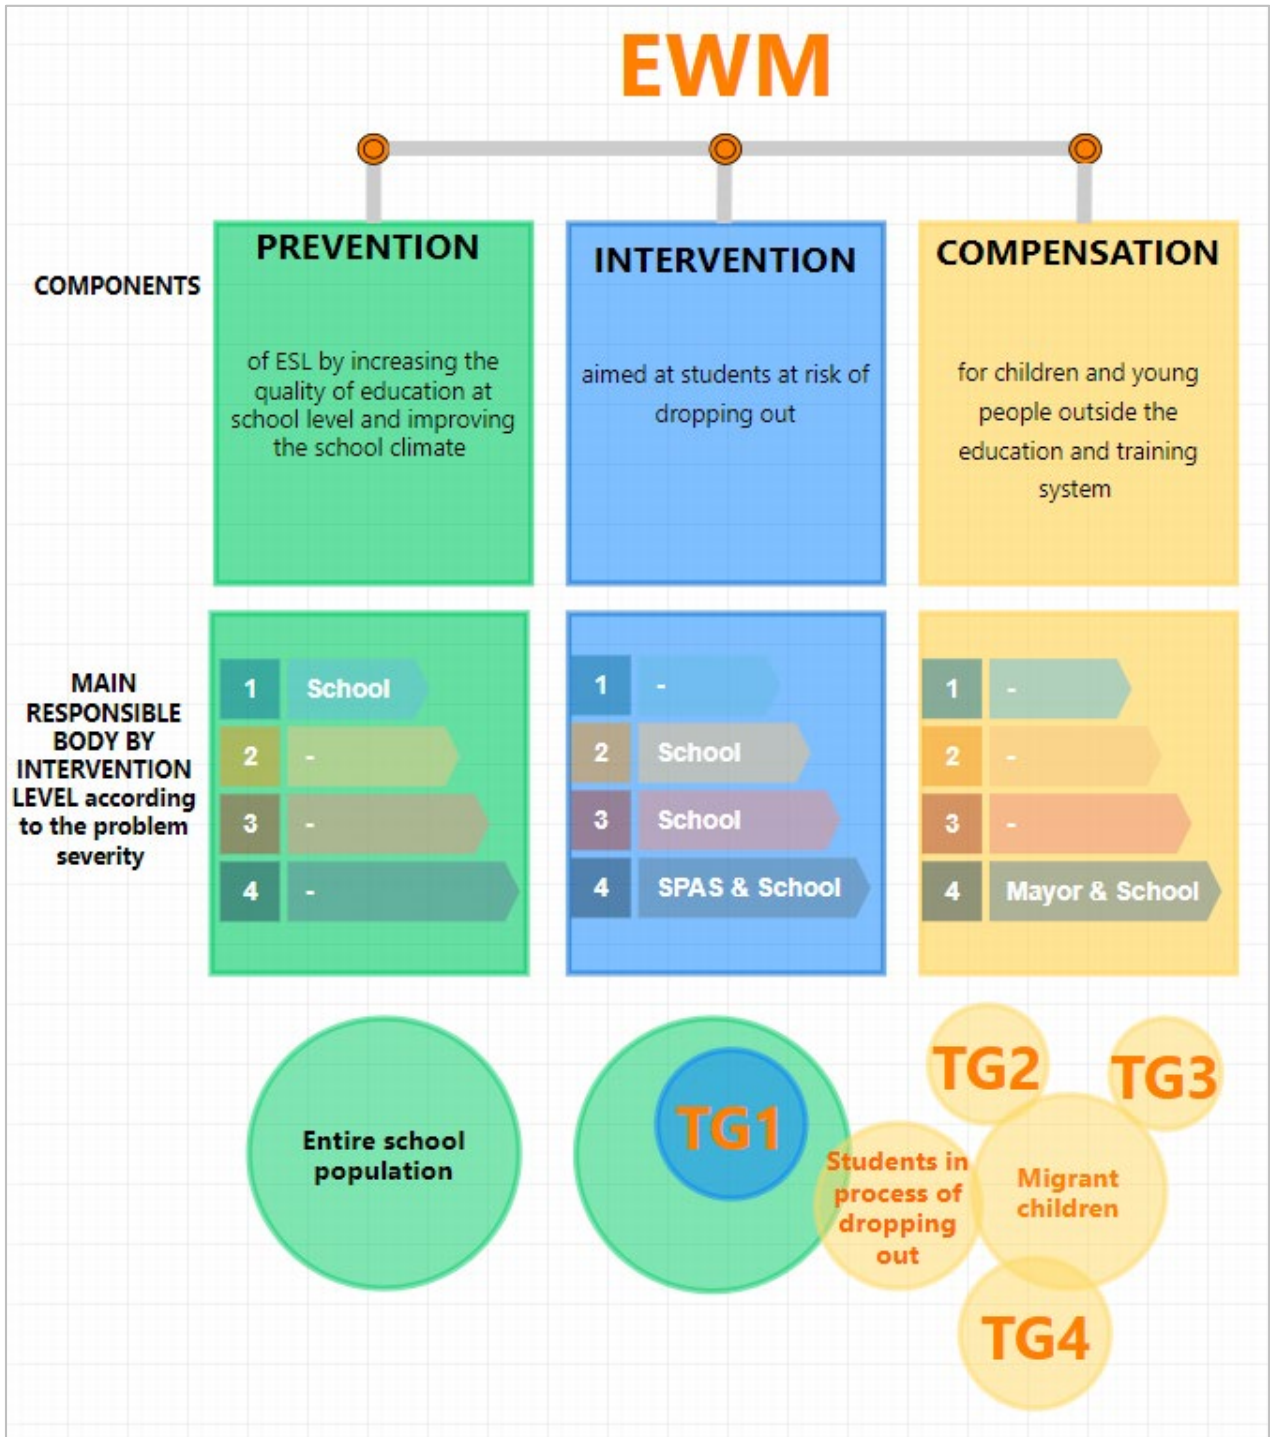 EWM
COMPONENTS
PREVENTION
of ESL by increasing the
quality of education at
school level and improving
the school climate
INTERVENTION
aimed at students at risk of
dropping out
COMPENSATION
for children and young
people outside the
education and training
system
MAIN
RESPONSIBLE
BODY BY
INTERVENTION
LEVEL according
to the problem
severity
1 School
2 -
3 -
4 -
1 -
2 School
3 School
4 SPAS & School
1 -
2 -
3 -
4 Mayor & School
Entire school
population
TG1
TG2
TG3
Students in
process of
dropping
out
Migrant
children
TG4